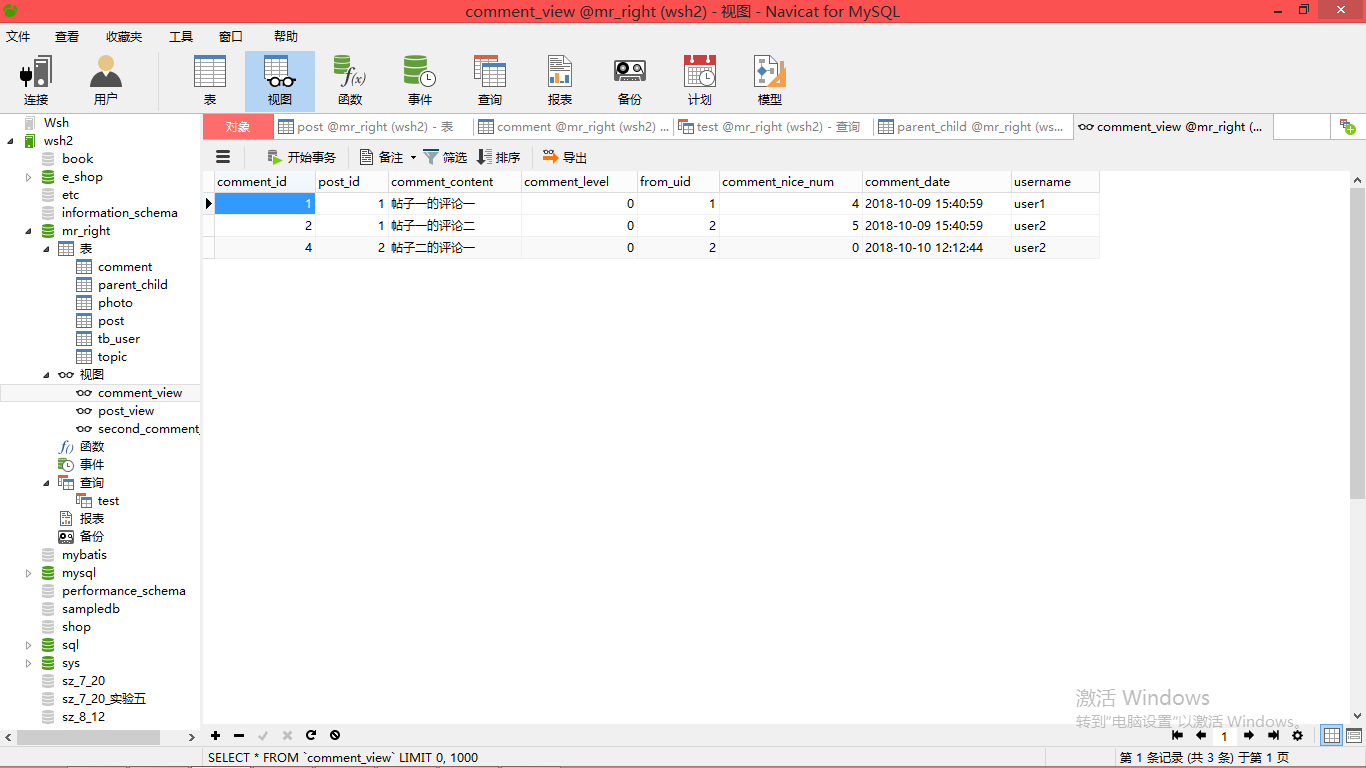 comment_view @mr_right (wsh2) - 视图 - Navicat for MySQL
文件 查看 收藏夹 工具 窗口 帮助
连接 用户 表 视图 函数 事件 查询 报表 备份 计划 模型
对象 post @mr_right (wsh2) - 表 comment @mr_right (wsh2) ... test @mr_right (wsh2) - 查询 parent_child @mr_right (ws... comment_view @mr_right (...
开始事务 备注 筛选 排序 导出
Wsh
wsh2
book
e_shop
etc
information_schema
mr_right
表
comment
parent_child
photo
post
tb_user
topic
视图
comment_view
post_view
second_comment_
函数
事件
查询
test
报表
备份
mybatis
mysql
performance_schema
sampledb
shop
sql
sys
sz_7_20
sz_7_20_实验五
sz_8_12
comment_id post_id comment_content comment_level from_uid comment_nice_num comment_date username
1 1 帖子一的评论一 0 1 4 2018-10-09 15:40:59 user1
2 1 帖子一的评论二 0 2 5 2018-10-09 15:40:59 user2
4 2 帖子二的评论一 0 2 0 2018-10-10 12:12:44 user2
激活 Windows
转到"电脑设置"以激活 Windows。
1
SELECT * FROM `comment_view` LIMIT 0, 1000 第 1 条记录 (共 3 条) 于第 1 页